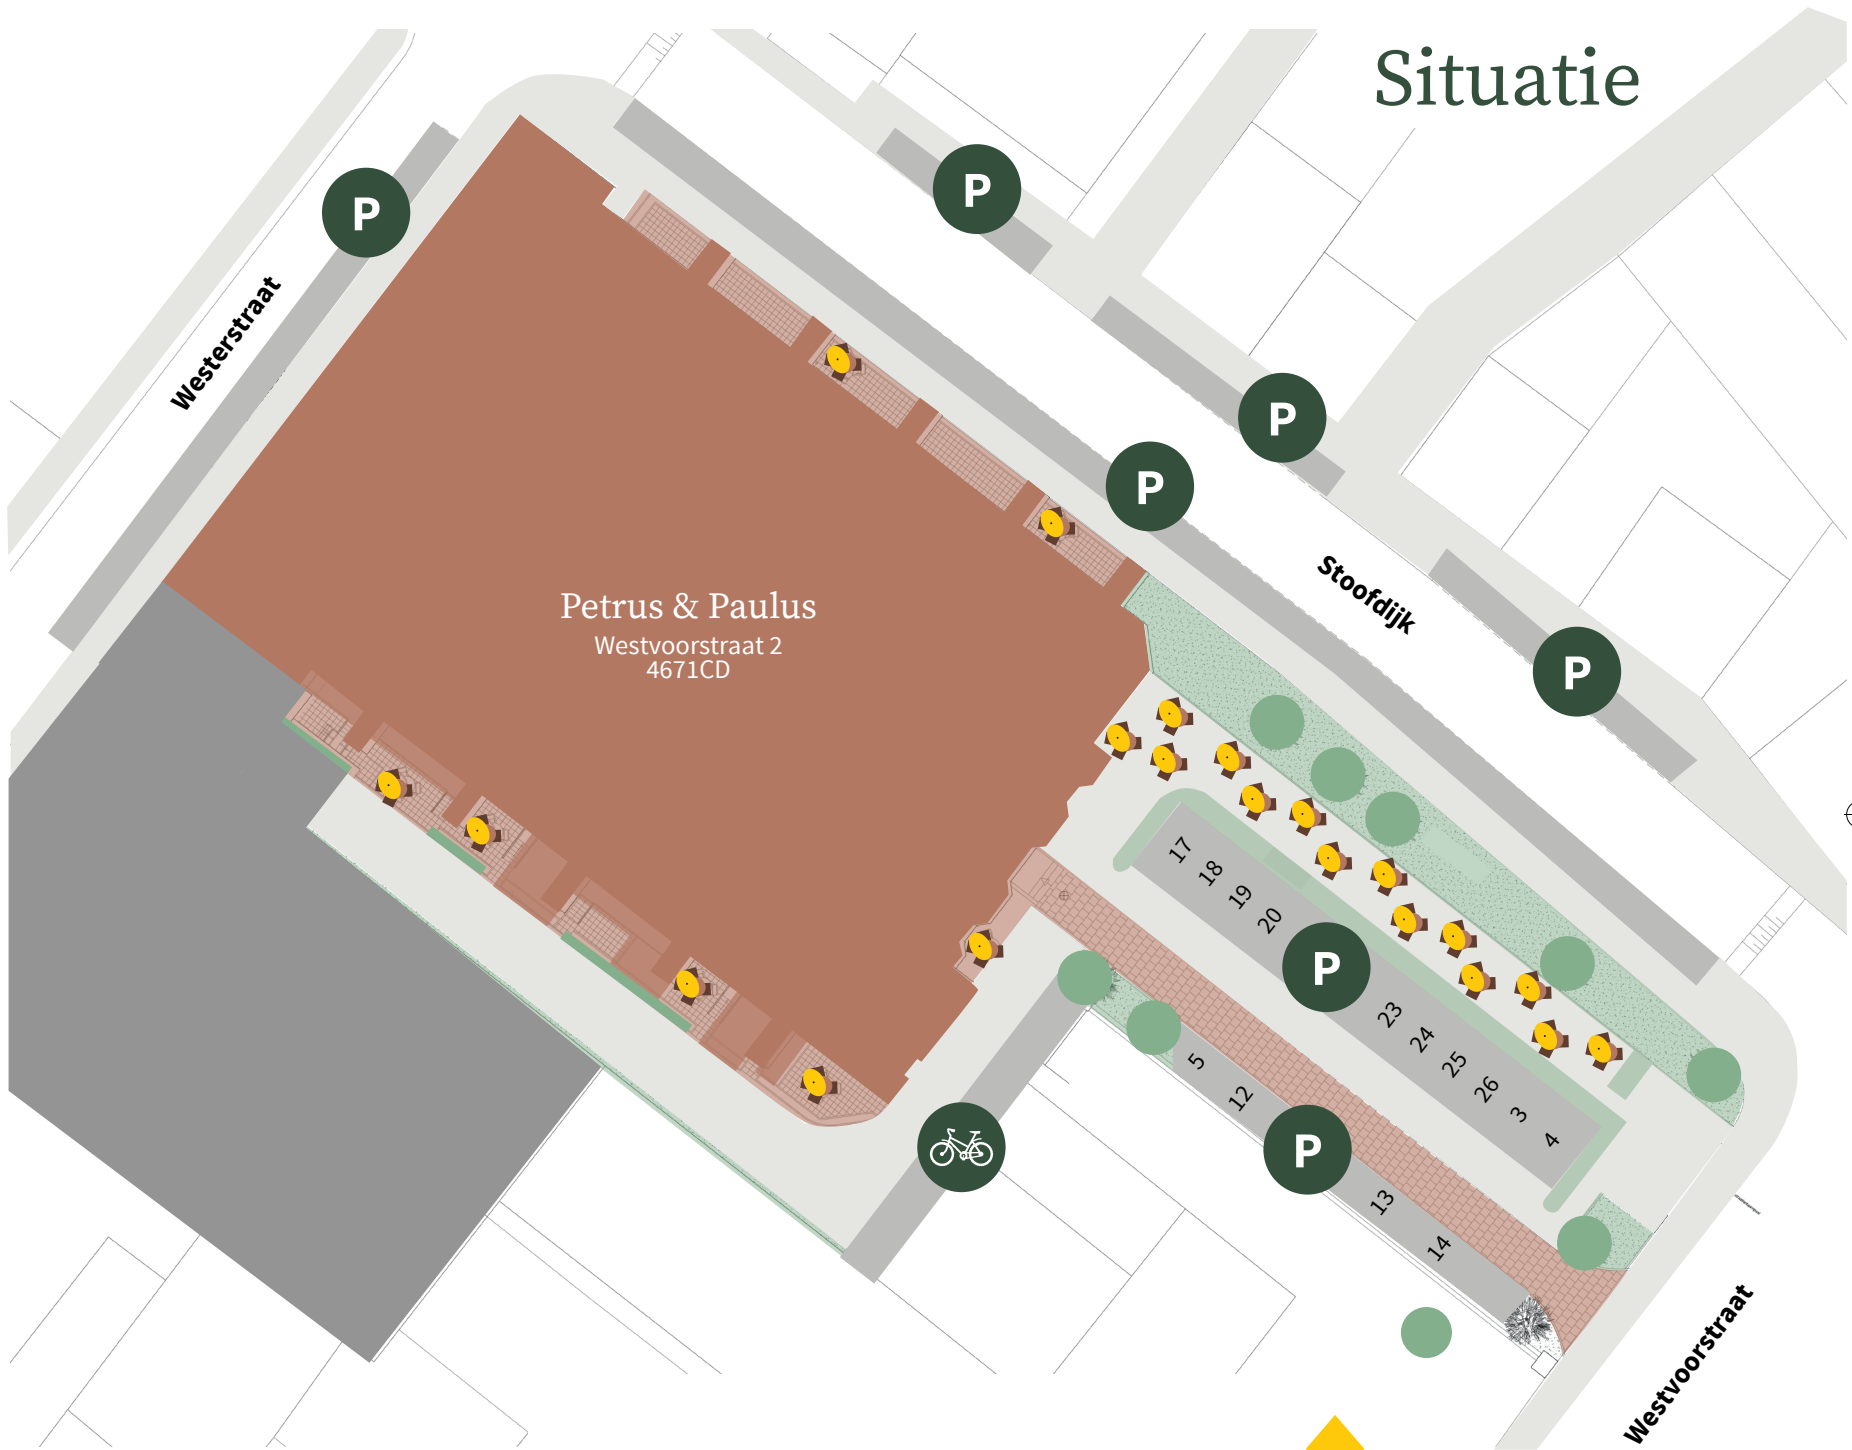 Situatie
P
P
Westerstraat
P
P
Stoofdijk
P
Petrus & Paulus
Westvoorstraat 2
4671CD
17
18
19
20
P
23
24
25
26
3
4
5
12
P
13
14
Westvoorstraat